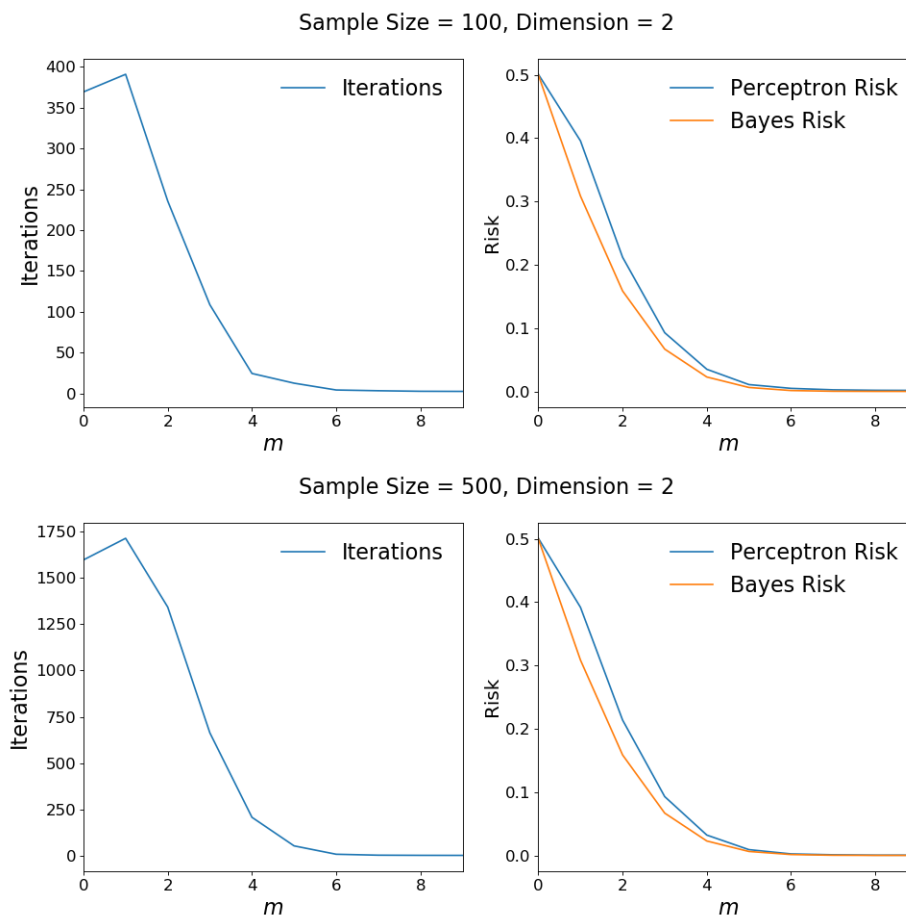 Sample Size = 100, Dimension = 2
400
350
300
250
200
150
100
50
0
Iterations
Iterations
0 2 4 6 8
m
0.5
0.4
0.3
0.2
0.1
0.0
Risk
Perceptron Risk
Bayes Risk
0 2 4 6 8
m
Sample Size = 500, Dimension = 2
1750
1500
1250
1000
750
500
250
0
Iterations
Iterations
0 2 4 6 8
m
0.5
0.4
0.3
0.2
0.1
0.0
Risk
Perceptron Risk
Bayes Risk
0 2 4 6 8
m